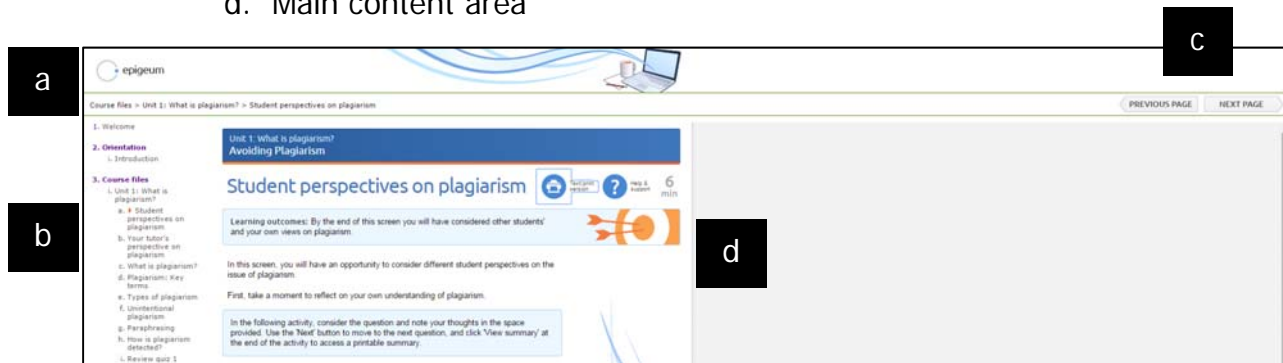 d. Main content area
c
a
epigeum
Course files > Unit 1: What is plagiarism? > Student perspectives on plagiarism
PREVIOUS PAGE
NEXT PAGE
1. Welcome
2. Orientation
i. Introduction
3. Course files
i. Unit 1: What is
plagiarism?
a. Student
perspectives on
plagiarism
b. Your tutor's
perspective on
plagiarism
c. What is plagiarism?
d. Plagiarism: Key
terms
e. Types of plagiarism
f. Unintentional
plagiarism
g. Paraphrasing
h. How is plagiarism
detected?
i. Review quiz 1
b
Unit 1: What is plagiarism?
Avoiding Plagiarism
Student perspectives on plagiarism
Text/print
version
?
Help &
support
6
min
Learning outcomes: By the end of this screen you will have considered other students'
and your own views on plagiarism.
d
In this screen, you will have an opportunity to consider different student perspectives on the
issue of plagiarism.
First, take a moment to reflect on your own understanding of plagiarism.
In the following activity, consider the question and note your thoughts in the space
provided. Use the 'Next' button to move to the next question, and click 'View summary' at
the end of the activity to access a printable summary.